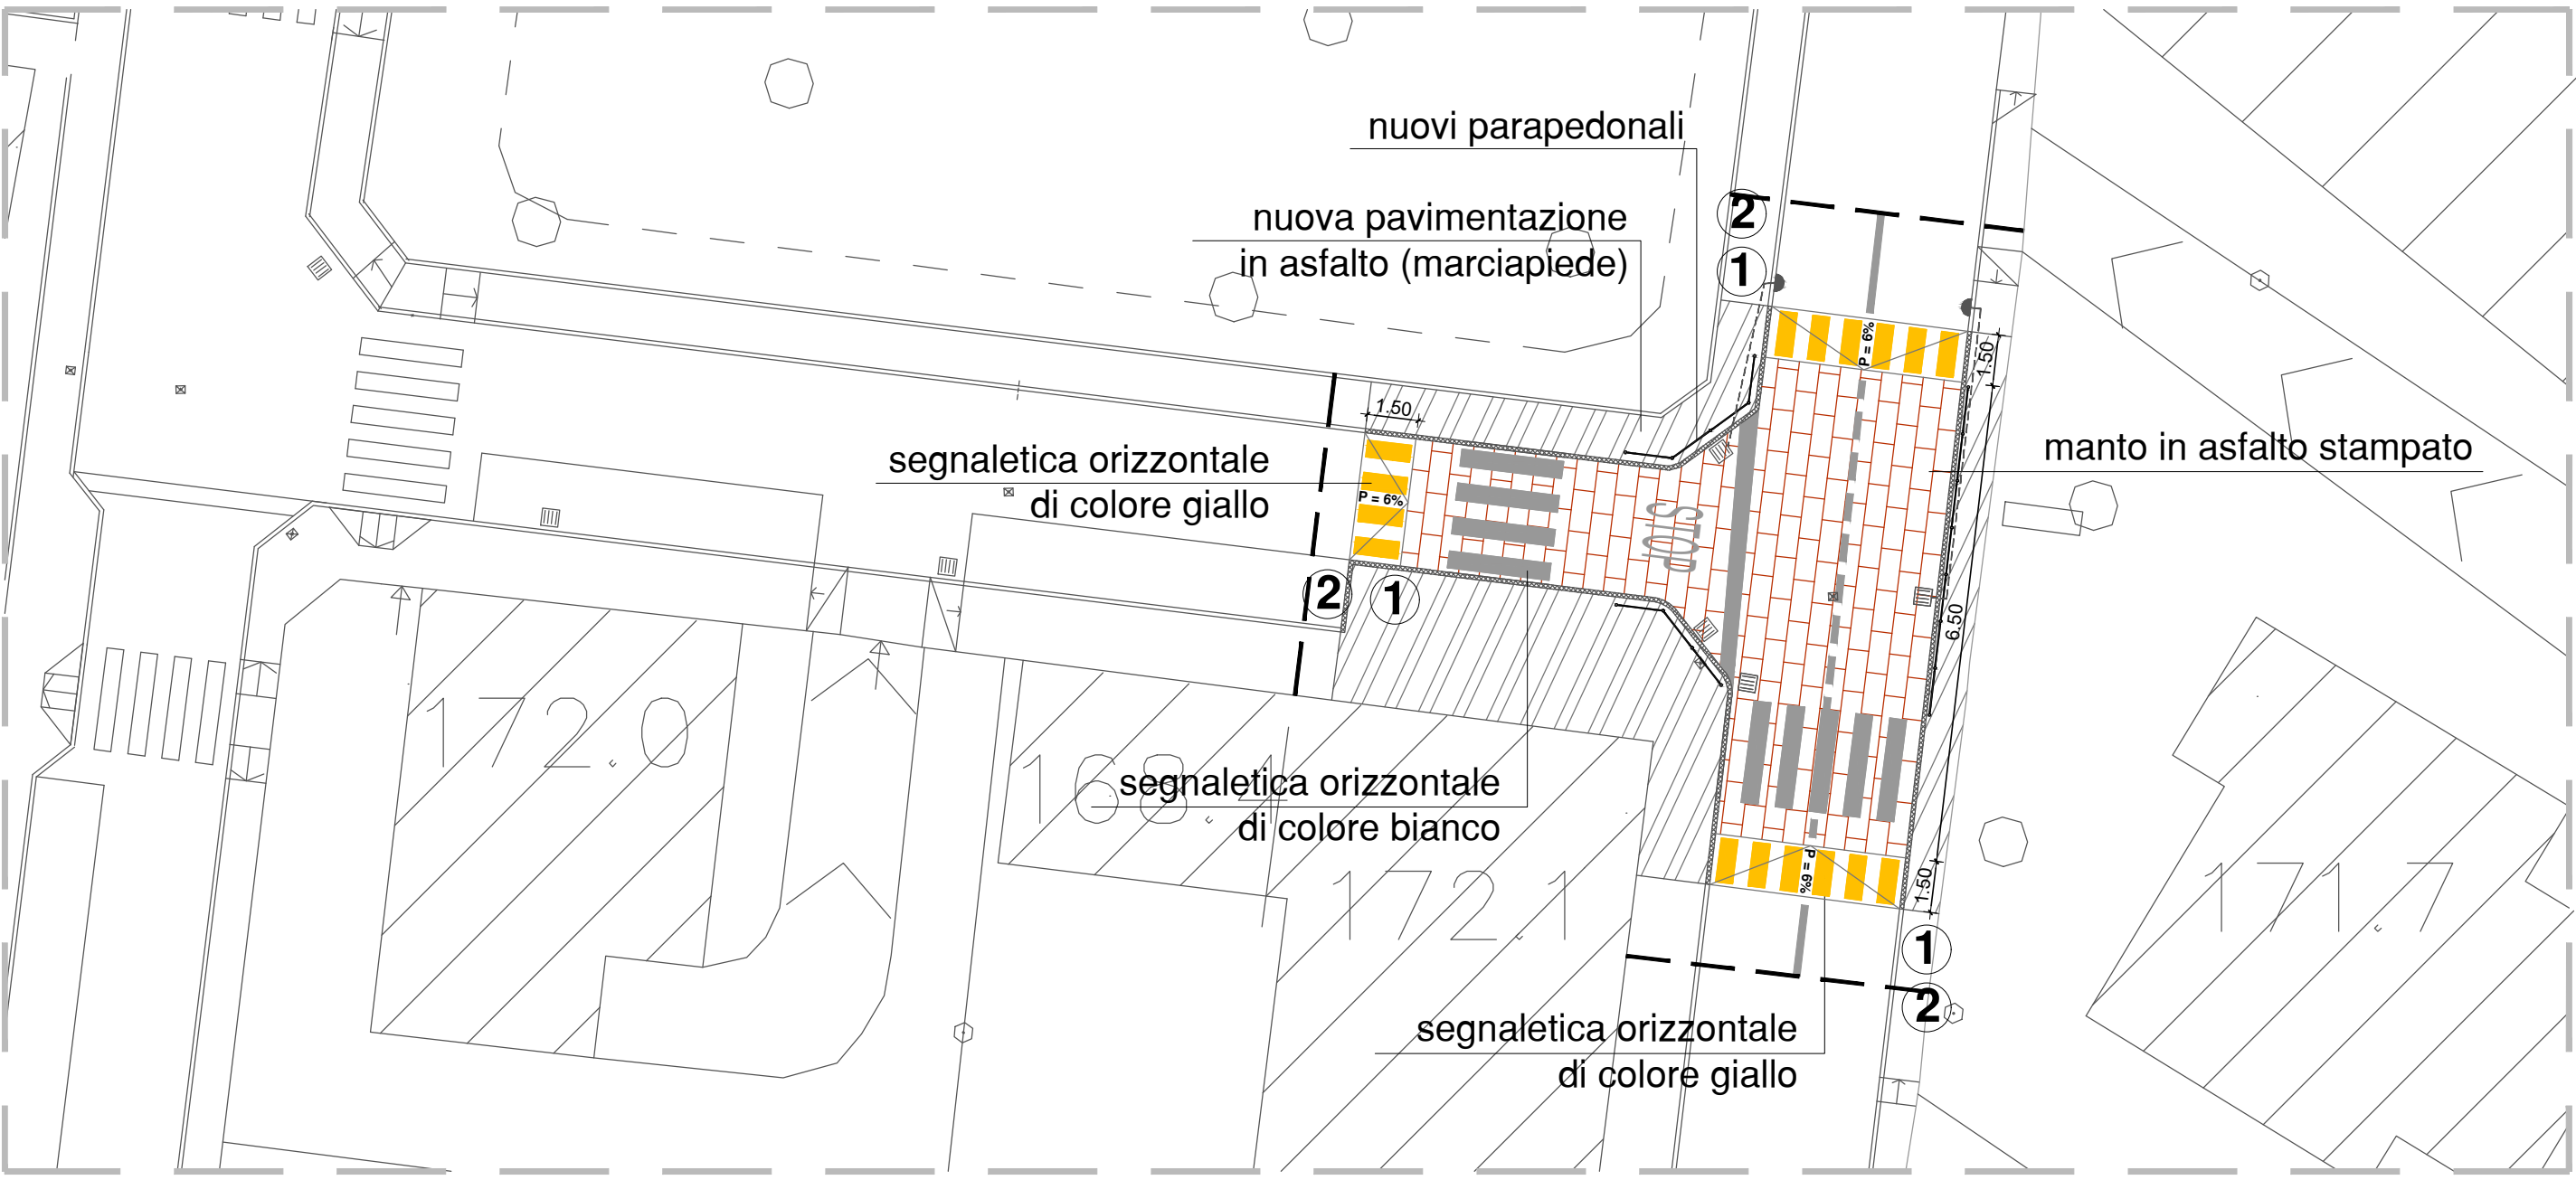 nuovi parapedonali
nuova pavimentazione
in asfalto (marciapiede)
2
1
P = 6%
1.50
1.50
segnaletica orizzontale
di colore giallo
P = 6%
manto in asfalto stampato
STOP
2
1
6.50
172.0
168.4
segnaletica orizzontale
di colore bianco
172.1
171.7
P = 6%
1.50
1
2
segnaletica orizzontale
di colore giallo